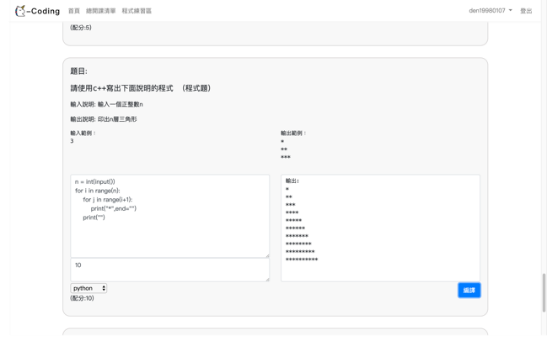 -Coding 首頁 總開課清單 程式練習區 den19980107 登出
(配分:5)
題目:
請使用c++寫出下面說明的程式 (程式題)
輸入說明: 輸入一個正整數n
輸出說明: 印出n層三角形
輸入範例：
3
輸出範例：
*
**
***
n = int(input())
for i in range(n):
for j in range(i+1):
print("*",end="")
print("")
10
輸出:
*
**
***
****
*****
******
*******
********
*********
**********
python
編譯
(配分:10)